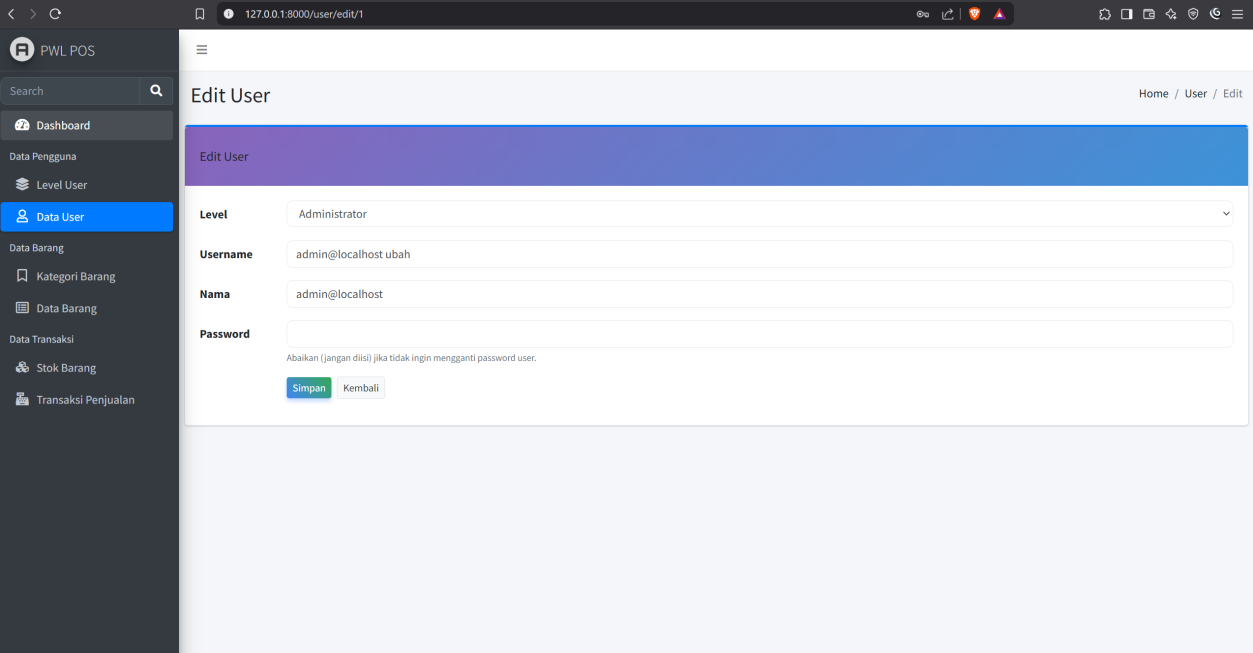 127.0.0.1:8000/user/edit/1
PWL POS
Search
Dashboard
Data Pengguna
Level User
Data User
Data Barang
Kategori Barang
Data Barang
Data Transaksi
Stok Barang
Transaksi Penjualan
Edit User
Home / User / Edit
Edit User
Level Administrator
Username admin@localhost ubah
Nama admin@localhost
Password
Abaikan (jangan diisi) jika tidak ingin mengganti password user.
Simpan Kembali